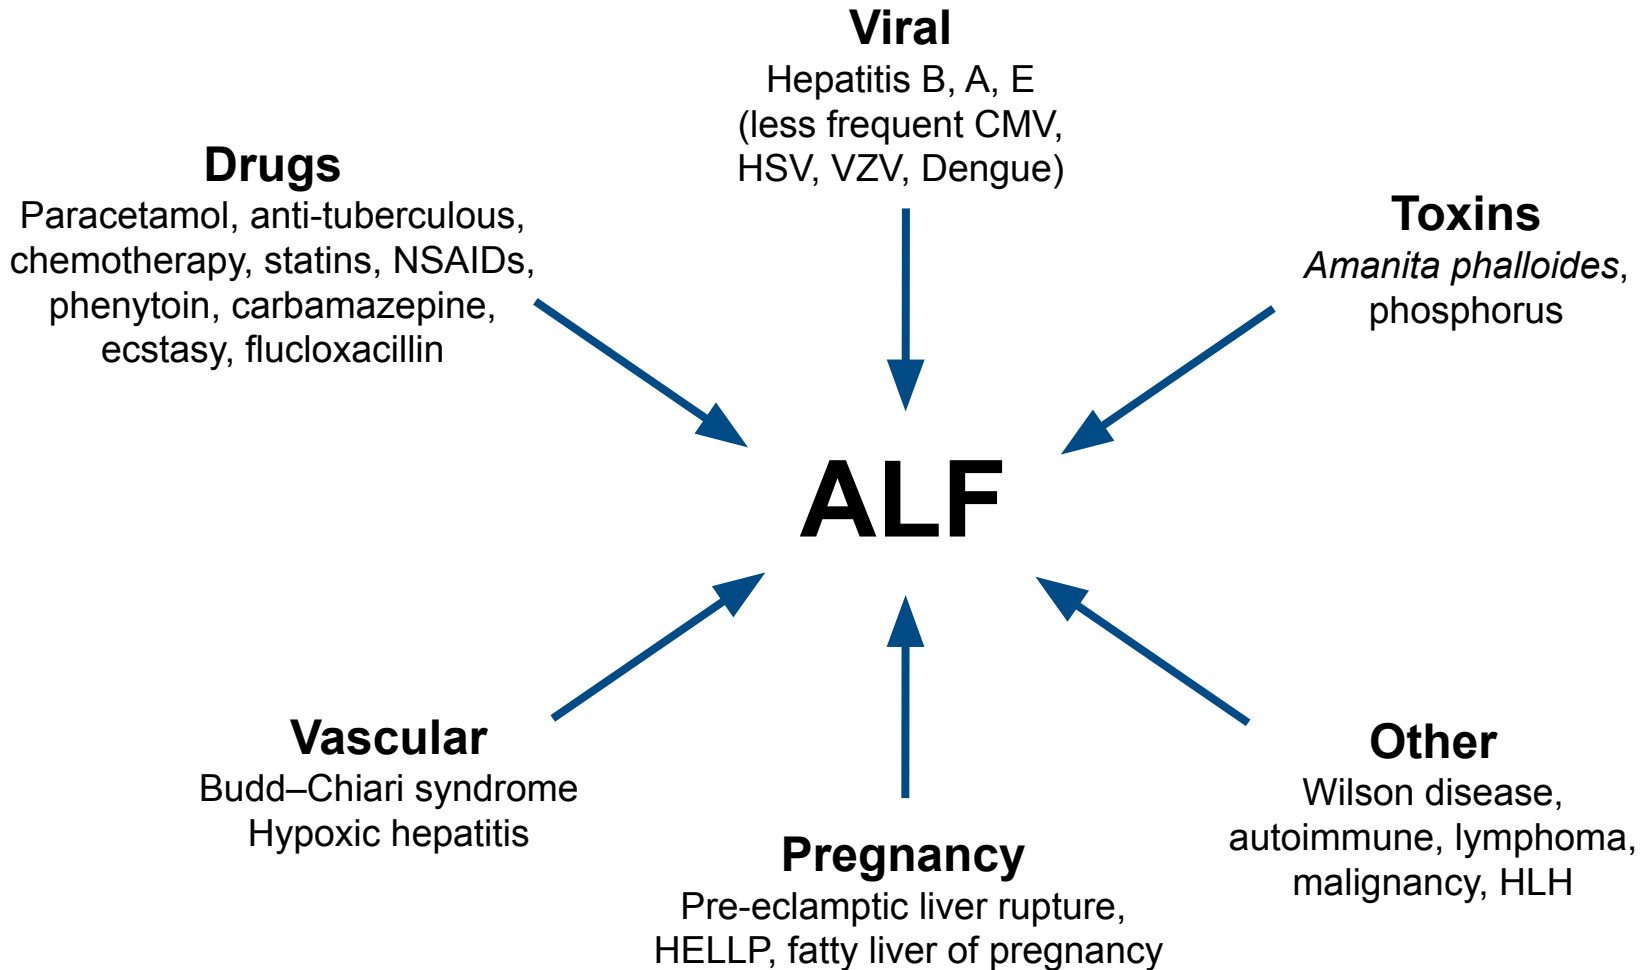 Viral
Hepatitis B, A, E
(less frequent CMV,
HSV, VZV, Dengue)
Drugs
Paracetamol, anti-tuberculous,
chemotherapy, statins, NSAIDs,
phenytoin, carbamazepine,
ecstasy, flucloxacillin
Toxins
Amanita phalloides,
phosphorus
ALF
Vascular
Budd–Chiari syndrome
Hypoxic hepatitis
Pregnancy
Pre-eclamptic liver rupture,
HELLP, fatty liver of pregnancy
Other
Wilson disease,
autoimmune, lymphoma,
malignancy, HLH